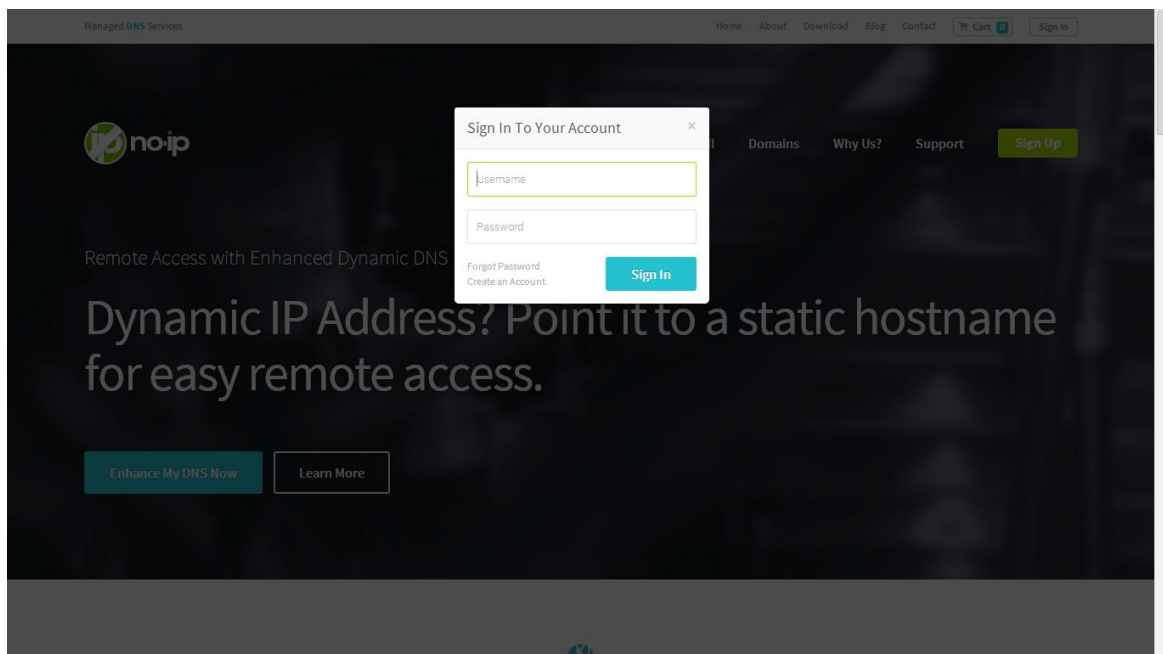 Managed DNS Services
Home About Download Blog Contact Cart 0 Sign In
no·ip
Domains Why Us? Support Sign Up
Sign In To Your Account ×
Username
Password
Forgot Password
Create an Account
Sign In
Remote Access with Enhanced Dynamic DNS
Dynamic IP Address? Point it to a static hostname
for easy remote access.
Enhance My DNS Now Learn More